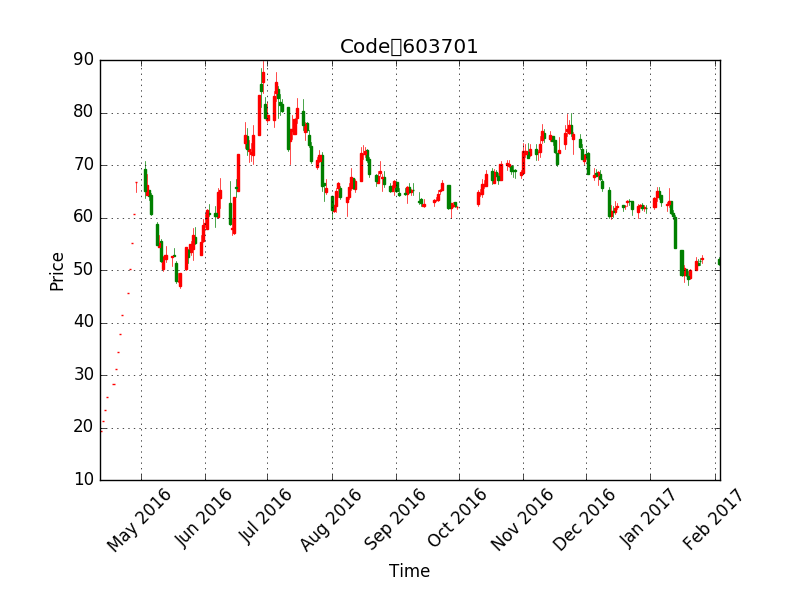 Code▯603701
90
80
70
60
50
40
30
20
10
Price
May 2016
Jun 2016
Jul 2016
Aug 2016
Sep 2016
Oct 2016
Nov 2016
Dec 2016
Jan 2017
Feb 2017
Time